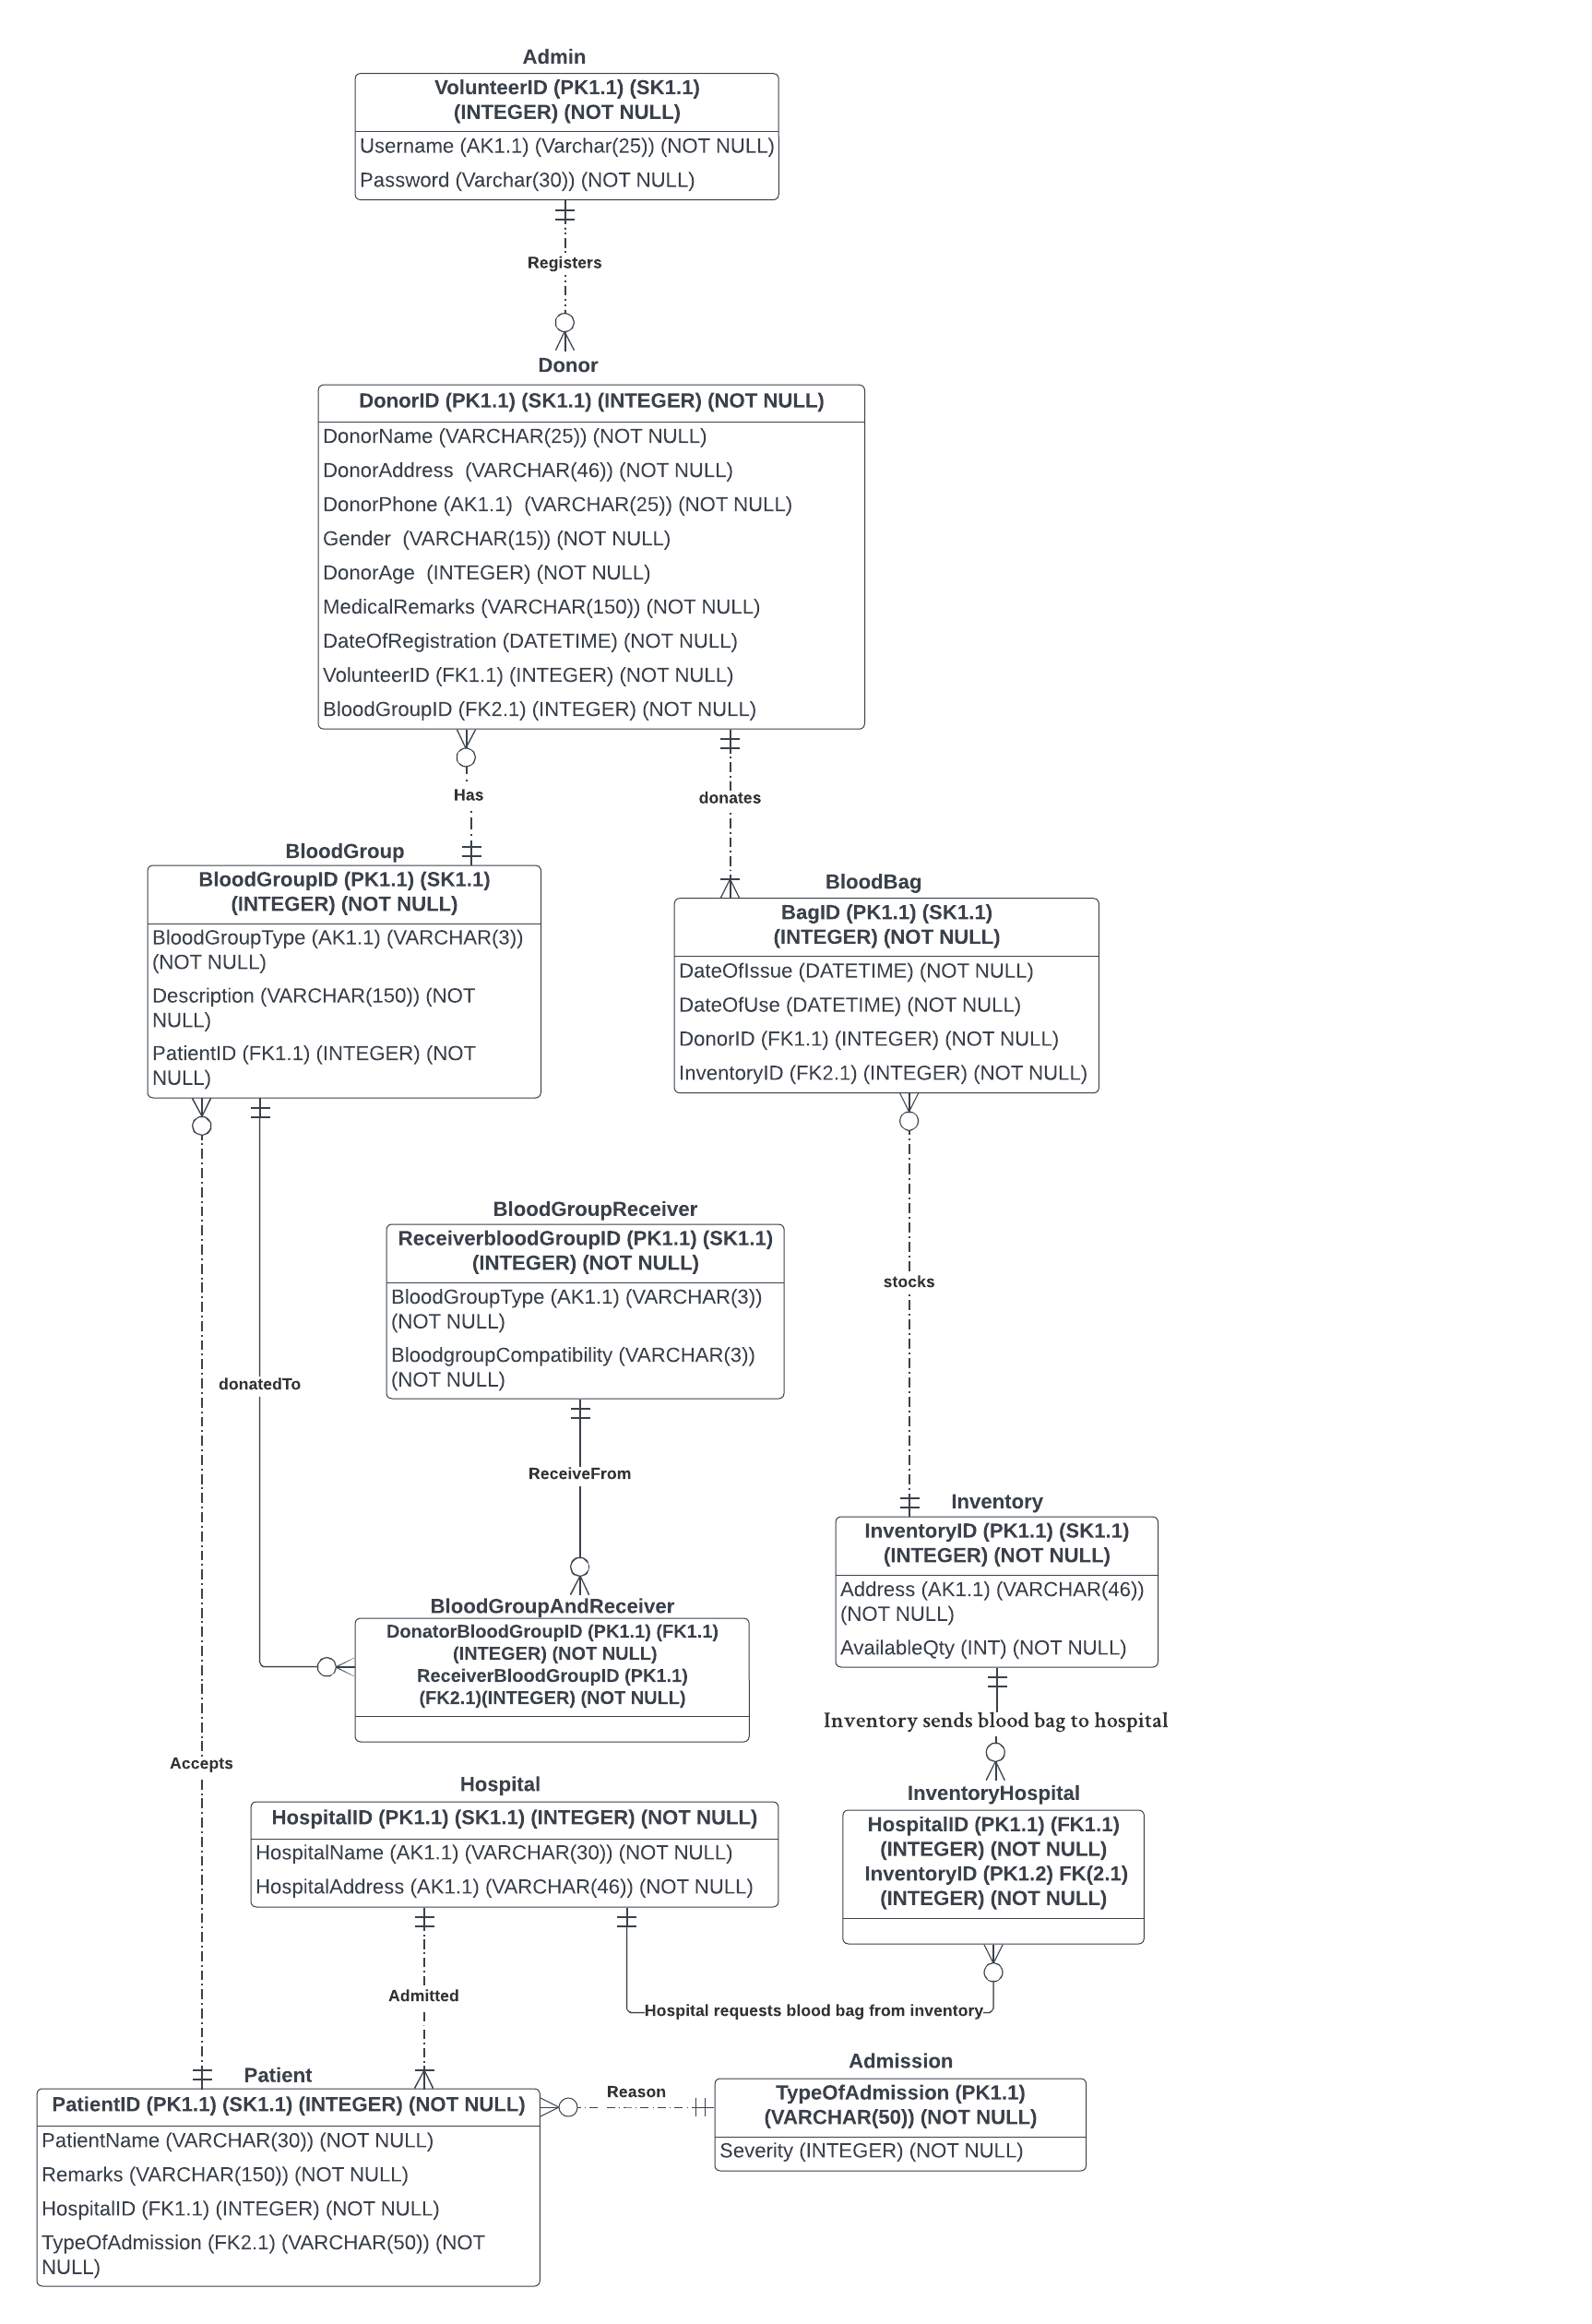 Admin
VolunteerID (PK1.1) (SK1.1)
(INTEGER) (NOT NULL)
Username (AK1.1) (Varchar(25)) (NOT NULL)
Password (Varchar(30)) (NOT NULL)
Registers
Donor
DonorID (PK1.1) (SK1.1) (INTEGER) (NOT NULL)
DonorName (VARCHAR(25)) (NOT NULL)
DonorAddress (VARCHAR(46)) (NOT NULL)
DonorPhone (AK1.1) (VARCHAR(25)) (NOT NULL)
Gender (VARCHAR(15)) (NOT NULL)
DonorAge (INTEGER) (NOT NULL)
MedicalRemarks (VARCHAR(150)) (NOT NULL)
DateOfRegistration (DATETIME) (NOT NULL)
VolunteerID (FK1.1) (INTEGER) (NOT NULL)
BloodGroupID (FK2.1) (INTEGER) (NOT NULL)
Has
donates
BloodGroup
BloodGroupID (PK1.1) (SK1.1)
(INTEGER) (NOT NULL)
BloodGroupType (AK1.1) (VARCHAR(3))
(NOT NULL)
Description (VARCHAR(150)) (NOT
NULL)
PatientID (FK1.1) (INTEGER) (NOT
NULL)
BloodBag
BagID (PK1.1) (SK1.1)
(INTEGER) (NOT NULL)
DateOfIssue (DATETIME) (NOT NULL)
DateOfUse (DATETIME) (NOT NULL)
DonorID (FK1.1) (INTEGER) (NOT NULL)
InventoryID (FK2.1) (INTEGER) (NOT NULL)
BloodGroupReceiver
ReceiverbloodGroupID (PK1.1) (SK1.1)
(INTEGER) (NOT NULL)
BloodGroupType (AK1.1) (VARCHAR(3))
(NOT NULL)
BloodgroupCompatibility (VARCHAR(3))
(NOT NULL)
stocks
donatedTo
ReceiveFrom
Inventory
InventoryID (PK1.1) (SK1.1)
(INTEGER) (NOT NULL)
Address (AK1.1) (VARCHAR(46))
(NOT NULL)
AvailableQty (INT) (NOT NULL)
BloodGroupAndReceiver
DonatorBloodGroupID (PK1.1) (FK1.1)
(INTEGER) (NOT NULL)
ReceiverBloodGroupID (PK1.1)
(FK2.1)(INTEGER) (NOT NULL)
Inventory sends blood bag to hospital
Accepts
Hospital
HospitalID (PK1.1) (SK1.1) (INTEGER) (NOT NULL)
HospitalName (AK1.1) (VARCHAR(30)) (NOT NULL)
HospitalAddress (AK1.1) (VARCHAR(46)) (NOT NULL)
InventoryHospital
HospitalID (PK1.1) (FK1.1)
(INTEGER) (NOT NULL)
InventoryID (PK1.2) FK(2.1)
(INTEGER) (NOT NULL)
Admitted
Hospital requests blood bag from inventory
Patient
PatientID (PK1.1) (SK1.1) (INTEGER) (NOT NULL)
PatientName (VARCHAR(30)) (NOT NULL)
Remarks (VARCHAR(150)) (NOT NULL)
HospitalID (FK1.1) (INTEGER) (NOT NULL)
TypeOfAdmission (FK2.1) (VARCHAR(50)) (NOT
NULL)
Reason
Admission
TypeOfAdmission (PK1.1)
(VARCHAR(50)) (NOT NULL)
Severity (INTEGER) (NOT NULL)